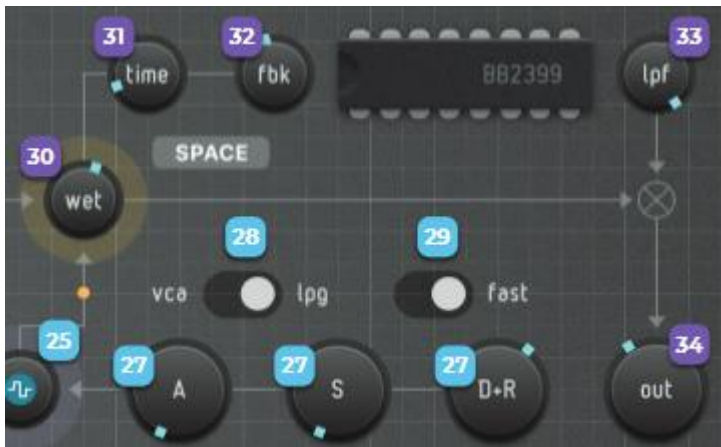 31 32 33
time fbk BB2399 lpf
30 SPACE
wet
28 29
vca lpg fast
25 27 27 27 34
A S D+R out